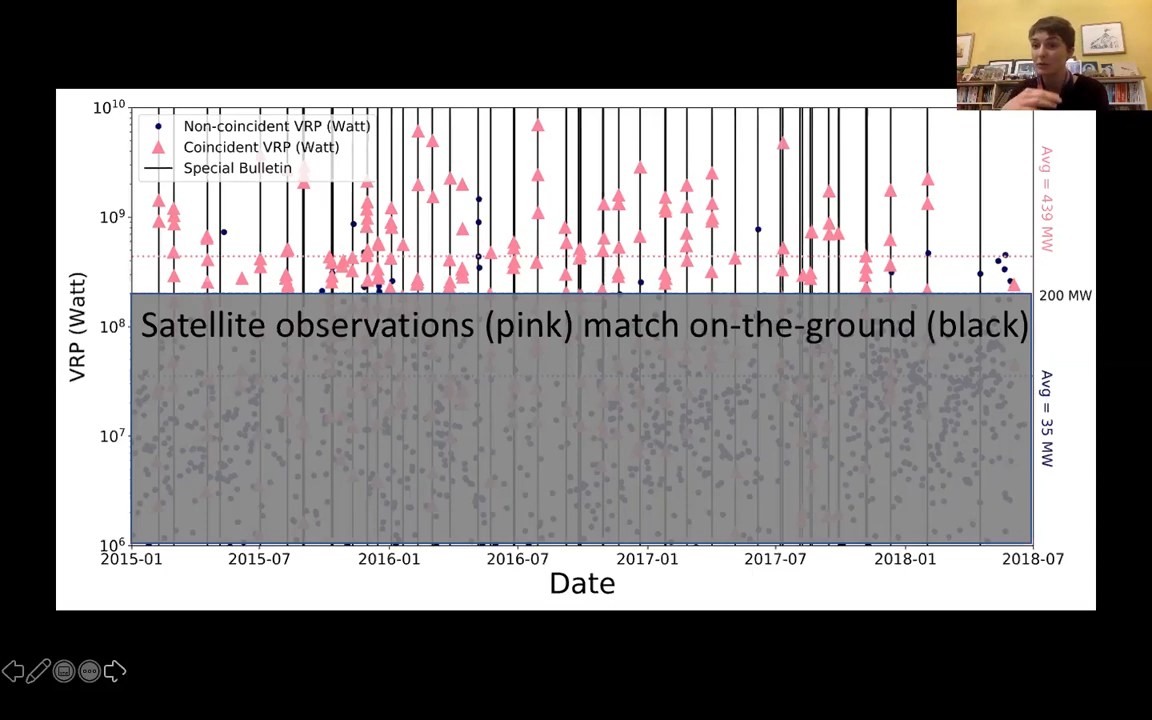 10¹⁰
Non-coincident VRP (Watt)
Coincident VRP (Watt)
Special Bulletin
10⁹
10⁸
10⁷
10⁶
VRP (Watt)
Satellite observations (pink) match on-the-ground (black)
Avg = 439 MW
200 MW
Avg = 35 MW
2015-01 2015-07 2016-01 2016-07 2017-01 2017-07 2018-01 2018-07
Date